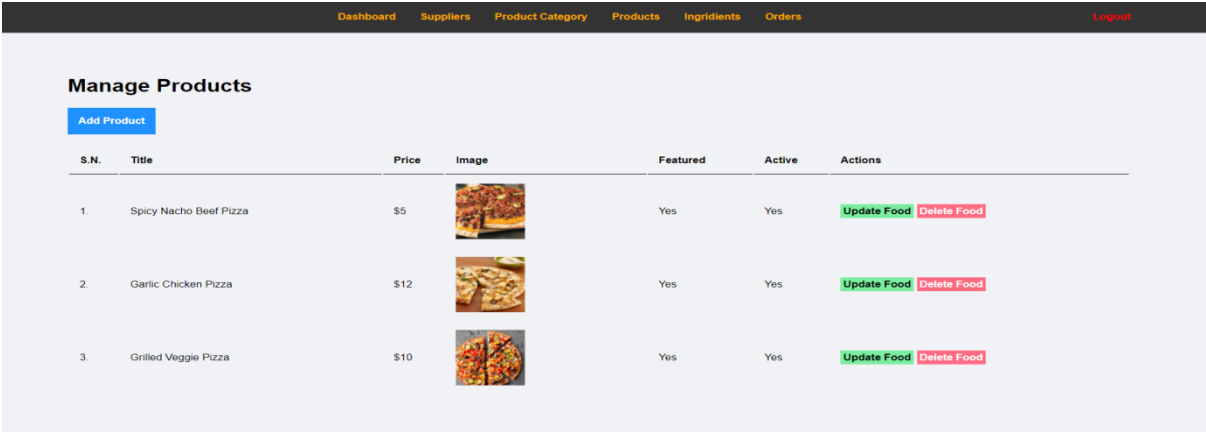 Dashboard Suppliers Product Category Products Ingridients Orders Logout
Manage Products
Add Product
S.N. Title Price Image Featured Active Actions
1. Spicy Nacho Beef Pizza $5 Yes Yes Update Food Delete Food
2. Garlic Chicken Pizza $12 Yes Yes Update Food Delete Food
3. Grilled Veggie Pizza $10 Yes Yes Update Food Delete Food